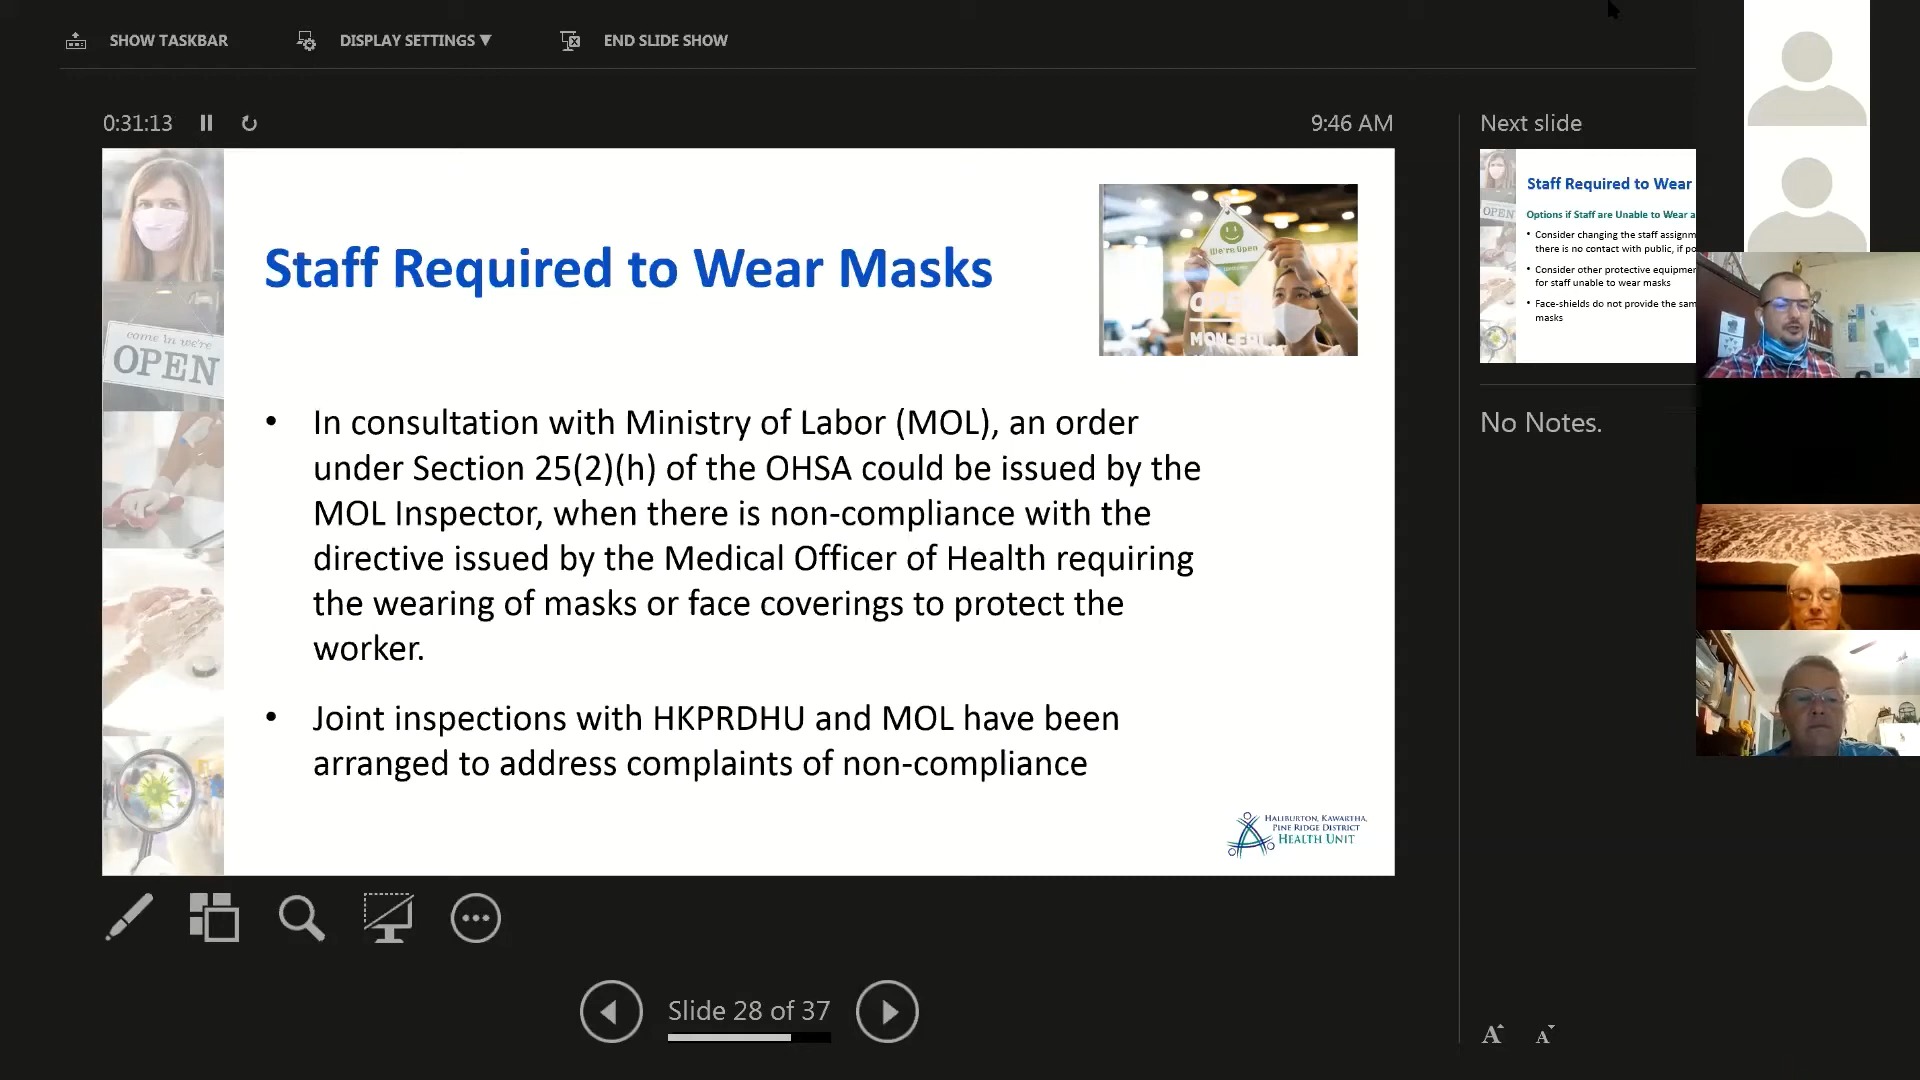 SHOW TASKBAR
DISPLAY SETTINGS ▼
END SLIDE SHOW
0:31:13
9:46 AM
come in we're
OPEN
Staff Required to Wear Masks
We're Open
OPEN
MON-FRI
• In consultation with Ministry of Labor (MOL), an order
under Section 25(2)(h) of the OHSA could be issued by the
MOL Inspector, when there is non-compliance with the
directive issued by the Medical Officer of Health requiring
the wearing of masks or face coverings to protect the
worker.
• Joint inspections with HKPRDHU and MOL have been
arranged to address complaints of non-compliance
HALIBURTON, KAWARTHA,
PINE RIDGE DISTRICT
HEALTH UNIT
Slide 28 of 37
Next slide
OPEN
Staff Required to Wear
Options if Staff are Unable to Wear a
• Consider changing the staff assignm
there is no contact with public, if po
• Consider other protective equipmer
for staff unable to wear masks
• Face-shields do not provide the sam
masks
No Notes.
A A